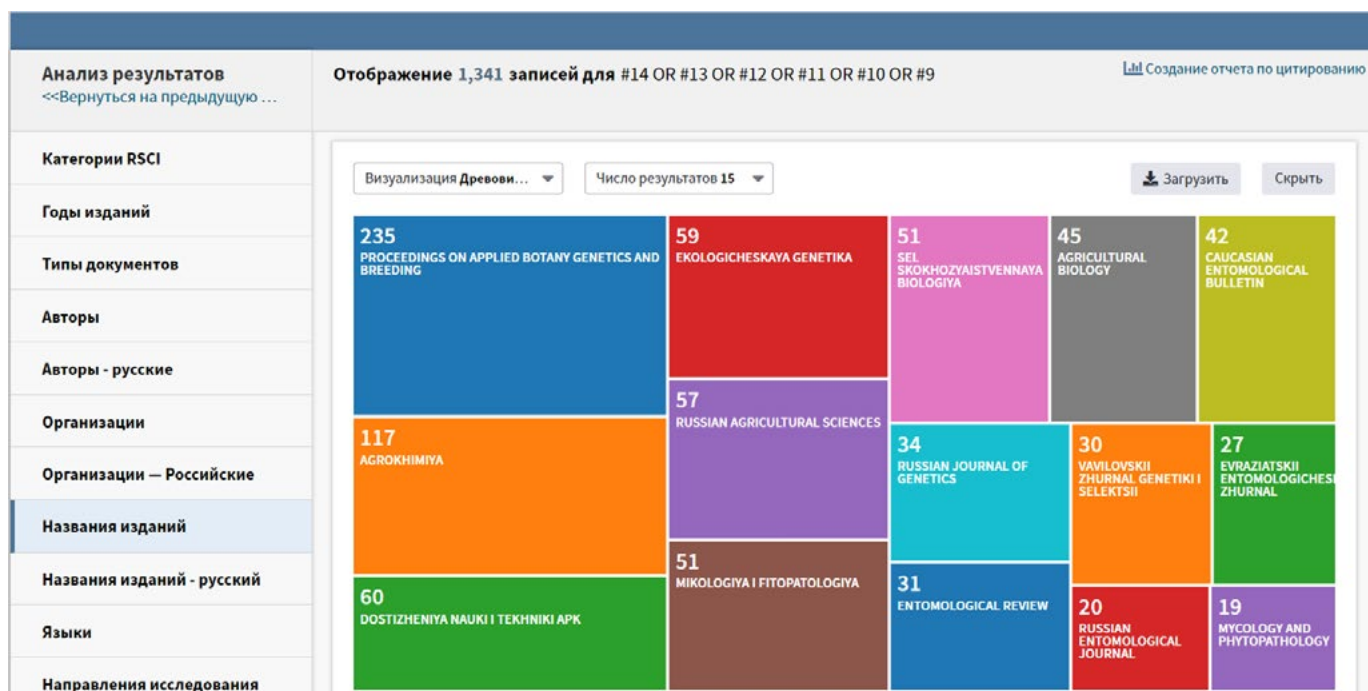 Анализ результатов
<<Вернуться на предыдущую ...
Отображение 1,341 записей для #14 OR #13 OR #12 OR #11 OR #10 OR #9
Создание отчета по цитированию
Категории RSCI
Годы изданий
Типы документов
Авторы
Авторы - русские
Организации
Организации — Российские
Названия изданий
Названия изданий - русский
Языки
Направления исследования
Визуализация Древови...
Число результатов 15
Загрузить
Скрыть
235
PROCEEDINGS ON APPLIED BOTANY GENETICS AND
BREEDING
117
AGROKHIMIYA
60
DOSTIZHENIYA NAUKI I TEKHNIKI APK
59
EKOLOGICHESKAYA GENETIKA
57
RUSSIAN AGRICULTURAL SCIENCES
51
MIKOLOGIYA I FITOPATOLOGIYA
51
SEL
SKOKHOZYAISTVENNAYA
BIOLOGIYA
45
AGRICULTURAL
BIOLOGY
42
CAUCASIAN
ENTOMOLOGICAL
BULLETIN
34
RUSSIAN JOURNAL OF
GENETICS
31
ENTOMOLOGICAL REVIEW
30
VAVILOVSKII
ZHURNAL GENETIKI I
SELEKTSII
27
EVRAZIATSKII
ENTOMOLOGICHES
ZHURNAL
20
RUSSIAN
ENTOMOLOGICAL
JOURNAL
19
MYCOLOGY AND
PHYTOPATHOLOGY